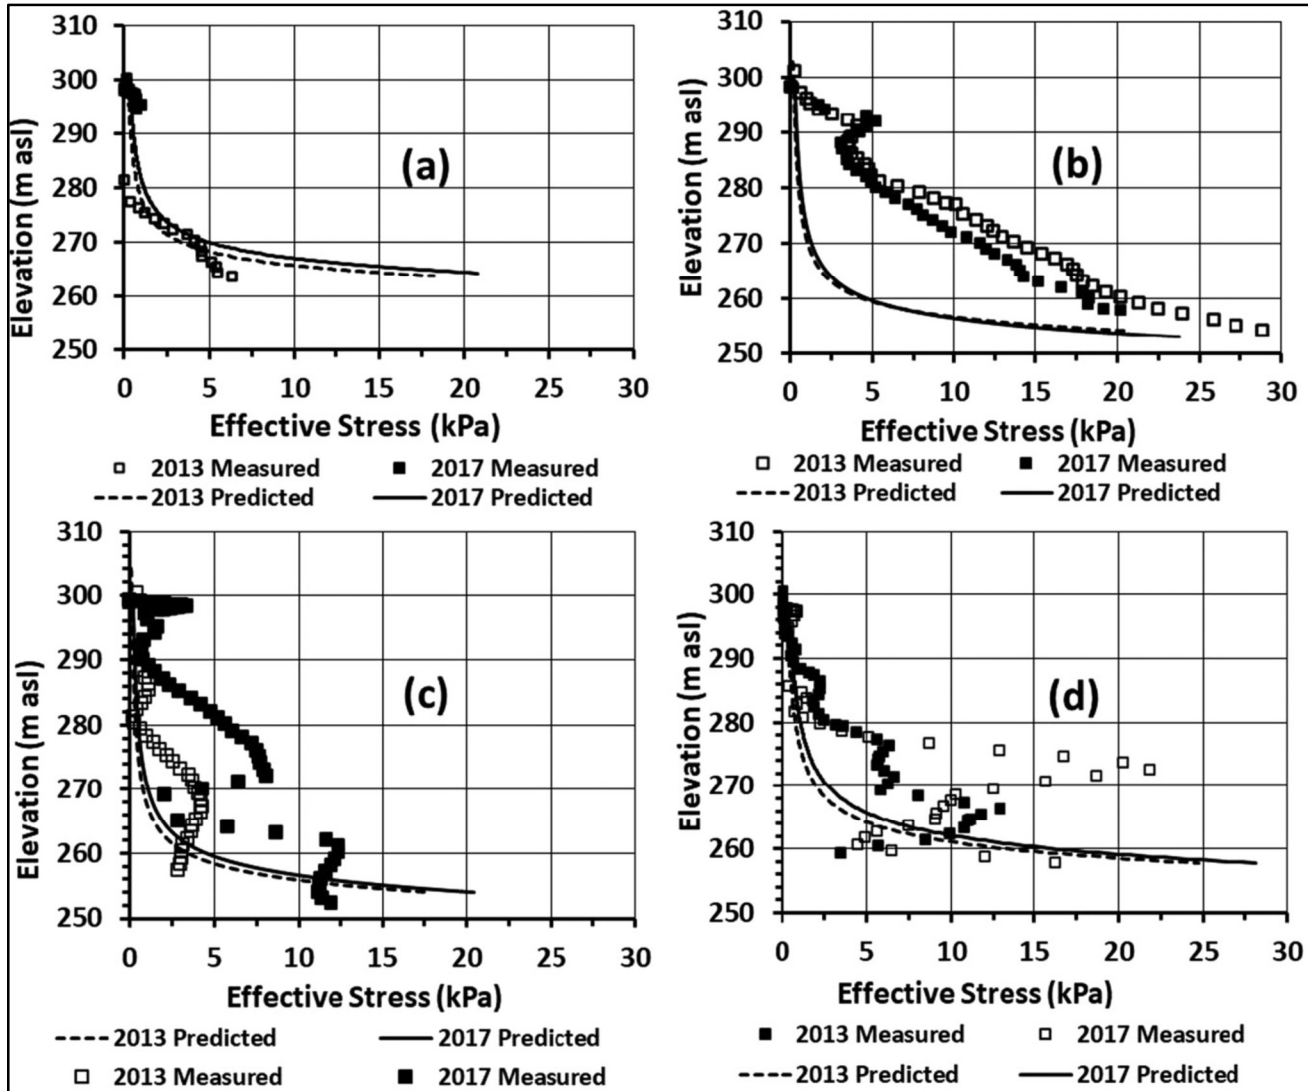 310
300
290
280
270
260
250
Elevation (m asl)
(a)
0 5 10 15 20 25 30
Effective Stress (kPa)
2013 Measured 2017 Measured
2013 Predicted 2017 Predicted
310
300
290
280
270
260
250
Elevation (m asl)
(b)
0 5 10 15 20 25 30
Effective Stress (kPa)
2013 Measured 2017 Measured
2013 Predicted 2017 Predicted
310
300
290
280
270
260
250
Elevation (m asl)
(c)
0 5 10 15 20 25 30
Effective Stress (kPa)
2013 Predicted 2017 Predicted
2013 Measured 2017 Measured
310
300
290
280
270
260
250
Elevation (m asl)
(d)
0 5 10 15 20 25 30
Effective Stress (kPa)
2013 Measured 2017 Measured
2013 Predicted 2017 Predicted